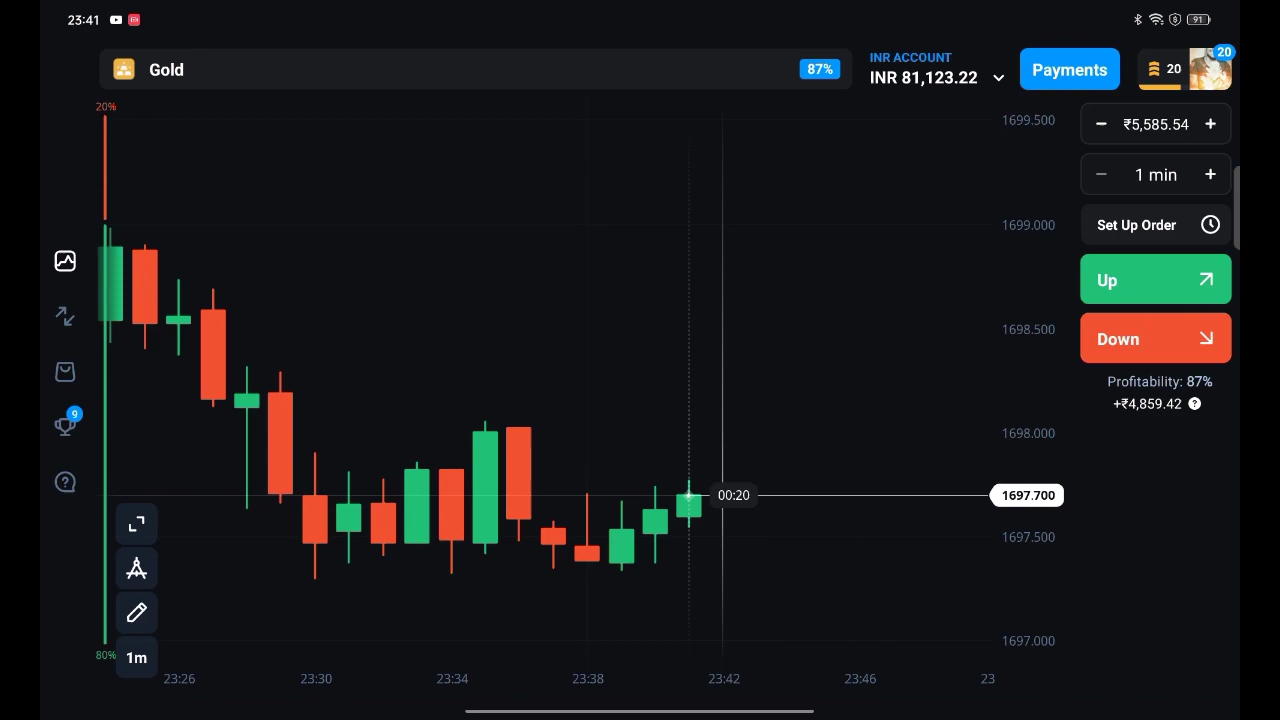 23:41
91
Gold
87%
INR ACCOUNT
INR 81,123.22
Payments
20
20
20%
1699.500
− ₹5,585.54 +
− 1 min +
1699.000
Set Up Order
Up
1698.500
Down
Profitability: 87%
+₹4,859.42 ?
9
1698.000
?
00:20
1697.700
1697.500
1697.000
80%
1m
23:26
23:30
23:34
23:38
23:42
23:46
23